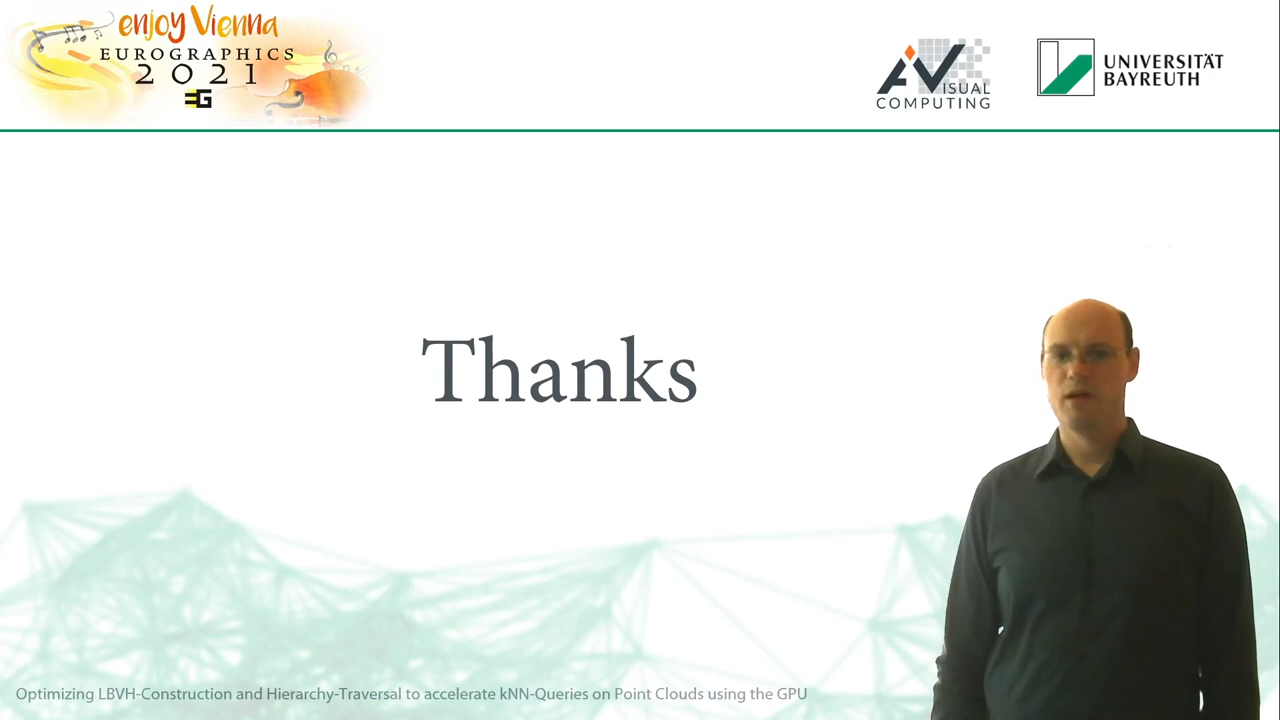 enjoy Vienna
EUROGRAPHICS
2021
EG
AI VISUAL
COMPUTING
UNIVERSITÄT
BAYREUTH
Thanks
Optimizing LBVH-Construction and Hierarchy-Traversal to accelerate kNN-Queries on Point Clouds using the GPU